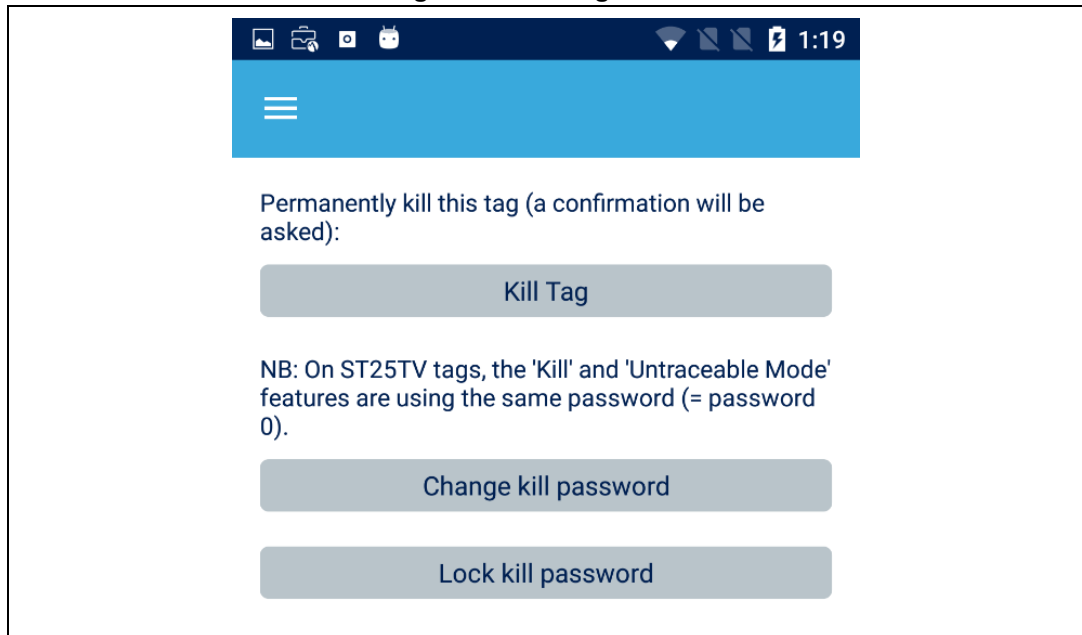 1:19
Permanently kill this tag (a confirmation will be
asked):
Kill Tag
NB: On ST25TV tags, the 'Kill' and 'Untraceable Mode'
features are using the same password (= password
0).
Change kill password
Lock kill password